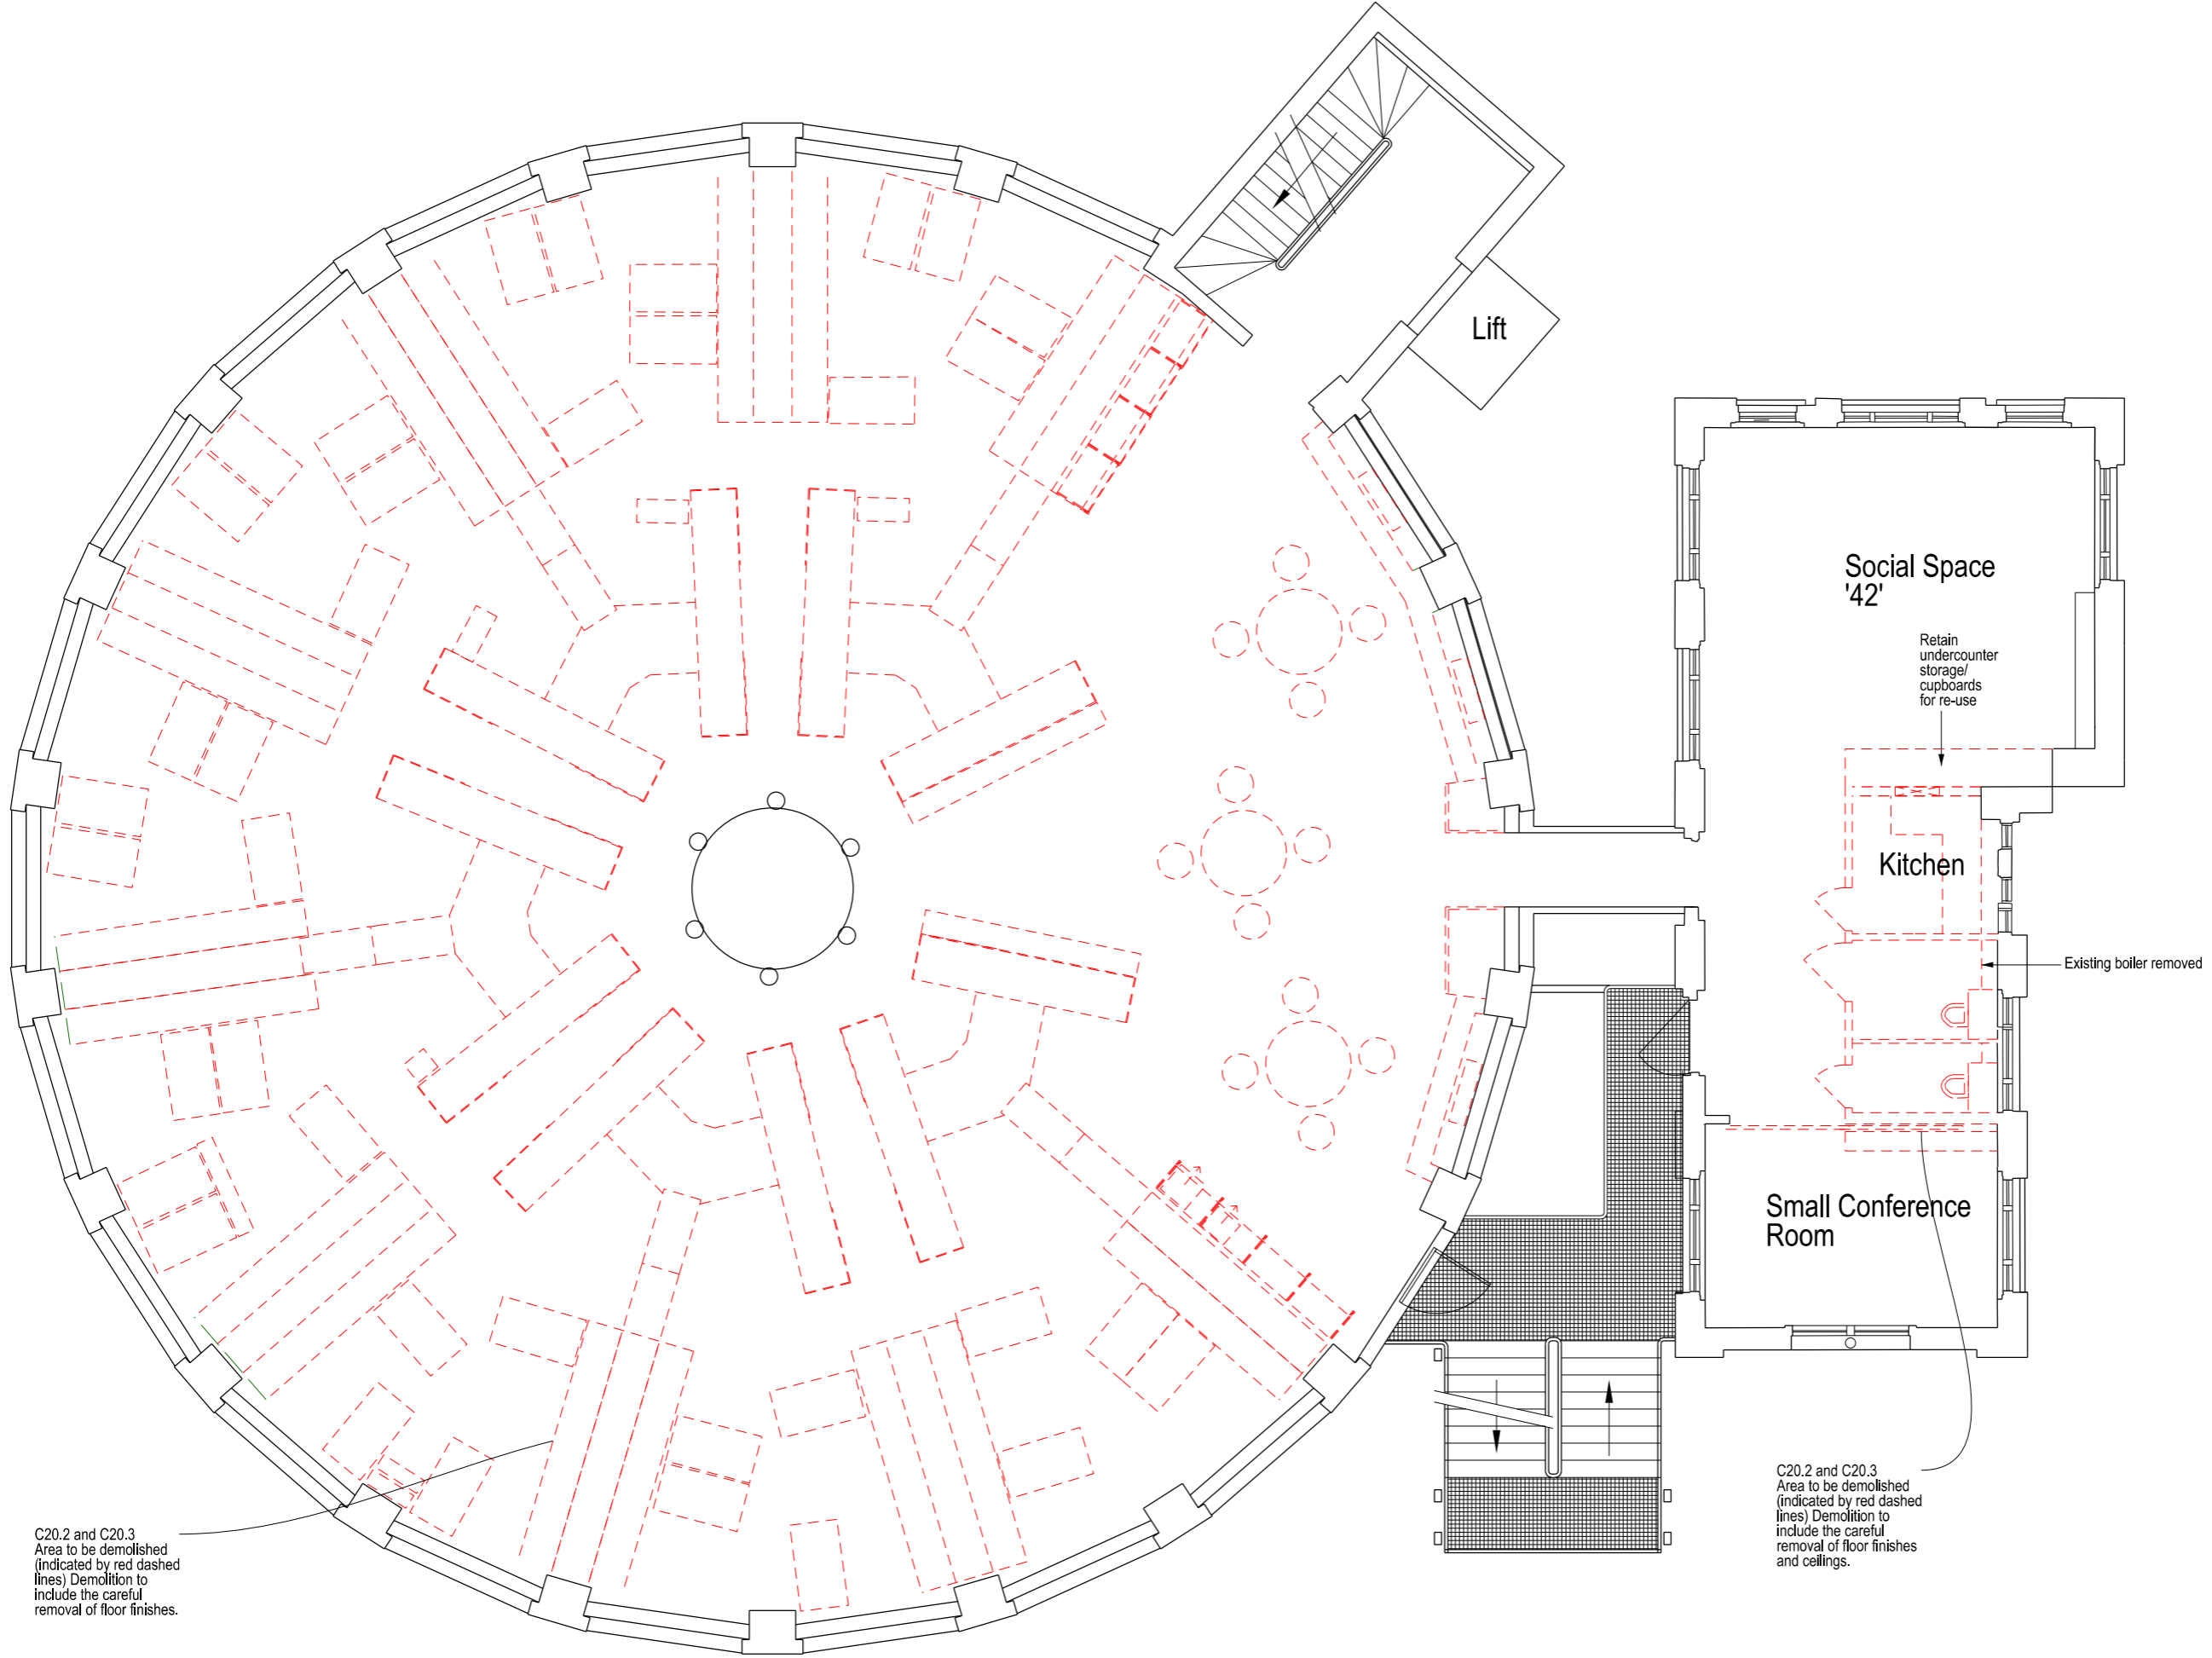 Lift
Social Space
'42'
Retain
undercounter
storage/
cupboards
for re-use
Kitchen
Existing boiler removed
Small Conference
Room
C20.2 and C20.3
Area to be demolished
(indicated by red dashed
lines) Demolition to
include the careful
removal of floor finishes
and ceilings.
C20.2 and C20.3
Area to be demolished
(indicated by red dashed
lines) Demolition to
include the careful
removal of floor finishes.